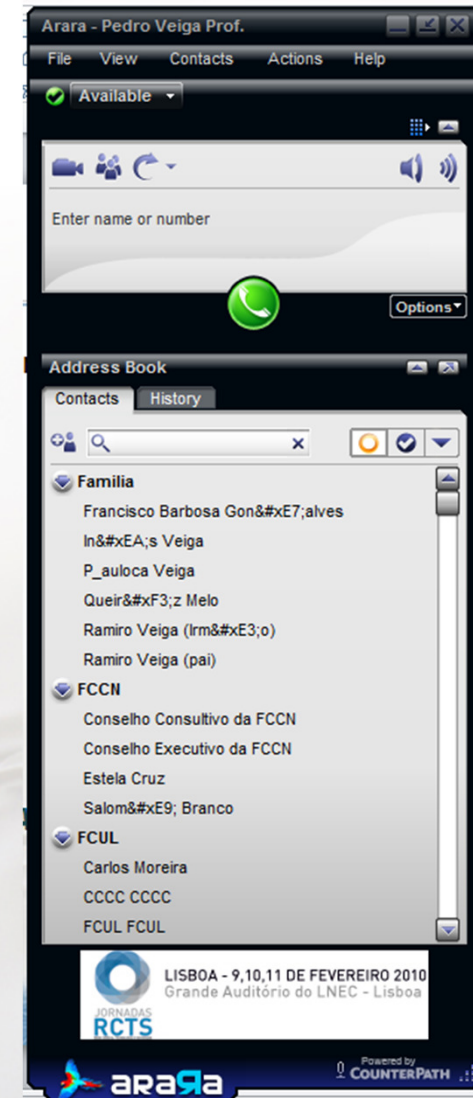 Arara - Pedro Veiga Prof.
File View Contacts Actions Help
Available
Enter name or number
Options
Address Book
Contacts History
Familia
Francisco Barbosa Gon&#xE7;alves
In&#xEA;s Veiga
P_auloca Veiga
Queir&#xF3;z Melo
Ramiro Veiga (Irm&#xE3;o)
Ramiro Veiga (pai)
FCCN
Conselho Consultivo da FCCN
Conselho Executivo da FCCN
Estela Cruz
Salom&#xE9; Branco
FCUL
Carlos Moreira
CCCC CCCC
FCUL FCUL
LISBOA - 9,10,11 DE FEVEREIRO 2010
Grande Auditório do LNEC - Lisboa
JORNADAS
RCTS
araRa
Powered by
COUNTERPATH